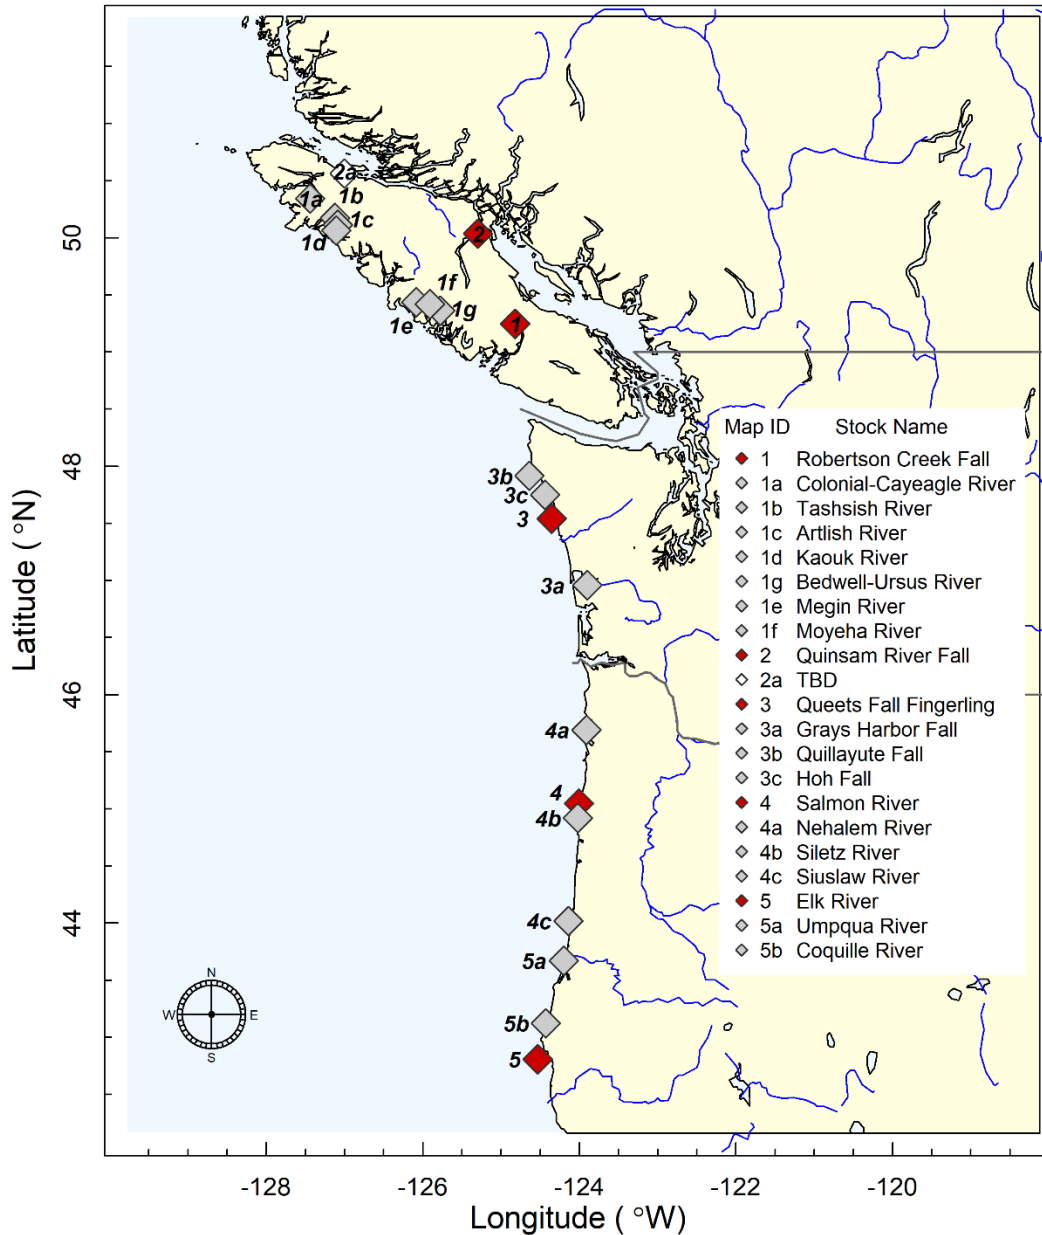 2a
1a
1b
1c
1d
2
1f
1g
1e
1
3b
3c
3
3a
4a
4
4b
4c
5a
5b
5
Map ID Stock Name
1 Robertson Creek Fall
1a Colonial-Cayeagle River
1b Tashsish River
1c Artlish River
1d Kaouk River
1g Bedwell-Ursus River
1e Megin River
1f Moyeha River
2 Quinsam River Fall
2a TBD
3 Queets Fall Fingerling
3a Grays Harbor Fall
3b Quillayute Fall
3c Hoh Fall
4 Salmon River
4a Nehalem River
4b Siletz River
4c Siuslaw River
5 Elk River
5a Umpqua River
5b Coquille River
N
W E
S
50
48
46
44
Latitude ( °N)
-128 -126 -124 -122 -120
Longitude ( °W)